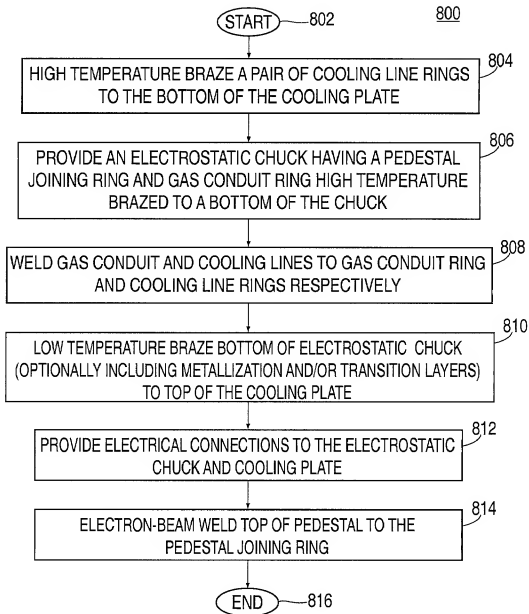 800
START
802
HIGH TEMPERATURE BRAZE A PAIR OF COOLING LINE RINGS
TO THE BOTTOM OF THE COOLING PLATE
804
PROVIDE AN ELECTROSTATIC CHUCK HAVING A PEDESTAL
JOINING RING AND GAS CONDUIT RING HIGH TEMPERATURE
BRAZED TO A BOTTOM OF THE CHUCK
806
WELD GAS CONDUIT AND COOLING LINES TO GAS CONDUIT RING
AND COOLING LINE RINGS RESPECTIVELY
808
LOW TEMPERATURE BRAZE BOTTOM OF ELECTROSTATIC CHUCK
(OPTIONALLY INCLUDING METALLIZATION AND/OR TRANSITION LAYERS)
TO TOP OF THE COOLING PLATE
810
PROVIDE ELECTRICAL CONNECTIONS TO THE ELECTROSTATIC
CHUCK AND COOLING PLATE
812
ELECTRON-BEAM WELD TOP OF PEDESTAL TO THE
PEDESTAL JOINING RING
814
END
816